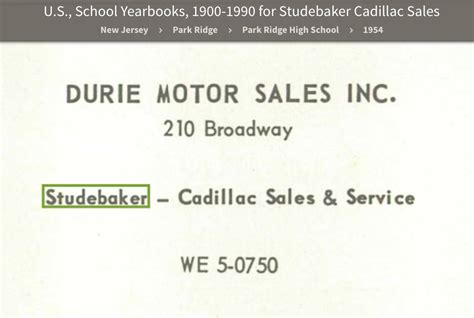 U.S., School Yearbooks, 1900-1990 for Studebaker Cadillac Sales
New Jersey › Park Ridge › Park Ridge High School › 1954
DURIE MOTOR SALES INC.
210 Broadway
Studebaker – Cadillac Sales & Service
WE 5-0750